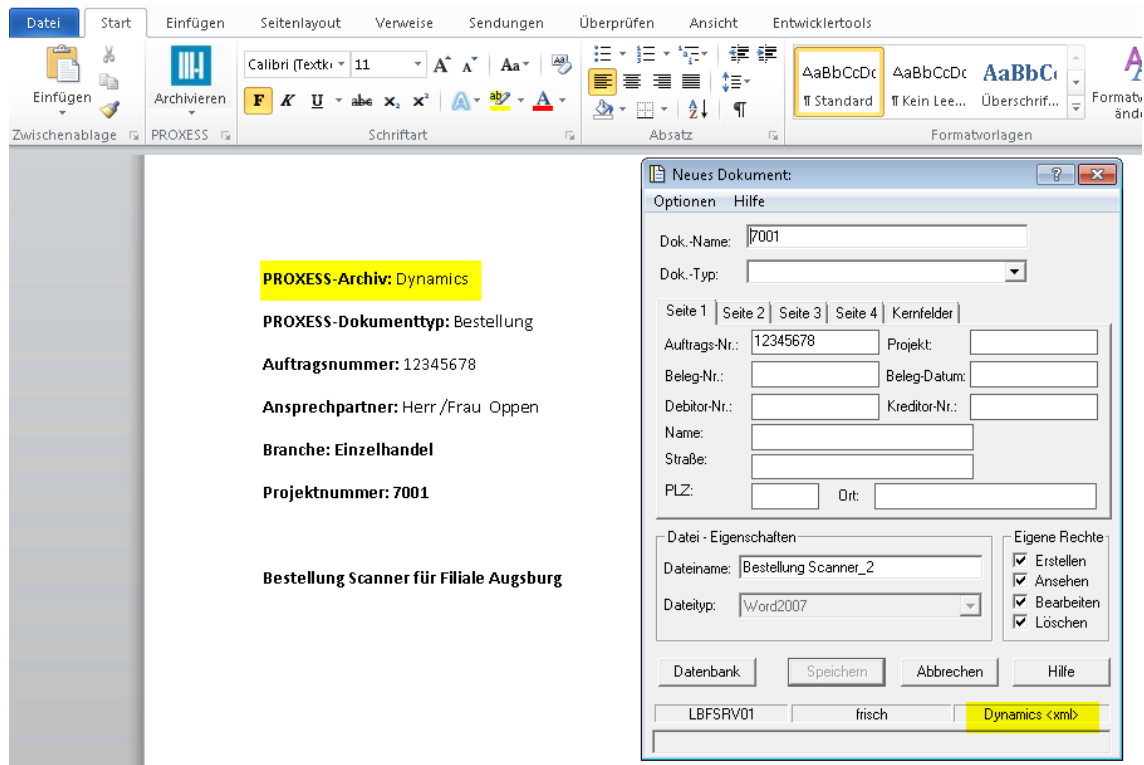 Datei Start Einfügen Seitenlayout Verweise Sendungen Überprüfen Ansicht Entwicklertools
Einfügen
Zwischenablage
Archivieren
PROXESS
Calibri (Textk 11 A A Aa
F K U abc x₂ x² A ab A
Schriftart
A Z ¶
Absatz
AaBbCcDc AaBbCcDc AaBbC
¶ Standard ¶ Kein Lee... Überschrif...
Formatvorlagen
PROXESS-Archiv: Dynamics
PROXESS-Dokumenttyp: Bestellung
Auftragsnummer: 12345678
Ansprechpartner: Herr /Frau Oppen
Branche: Einzelhandel
Projektnummer: 7001
Bestellung Scanner für Filiale Augsburg
Neues Dokument:
Optionen Hilfe
Dok.-Name: 7001
Dok.-Typ:
Seite 1 Seite 2 Seite 3 Seite 4 Kernfelder
Auftrags-Nr.: 12345678 Projekt:
Beleg-Nr.: Beleg-Datum:
Debitor-Nr.: Kreditor-Nr.:
Name:
Straße:
PLZ: Ort:
Datei - Eigenschaften
Dateiname: Bestellung Scanner_2
Dateityp: Word2007
Eigene Rechte
Erstellen
Ansehen
Bearbeiten
Löschen
Datenbank Speichern Abbrechen Hilfe
LBFSRV01 frisch Dynamics <xml>